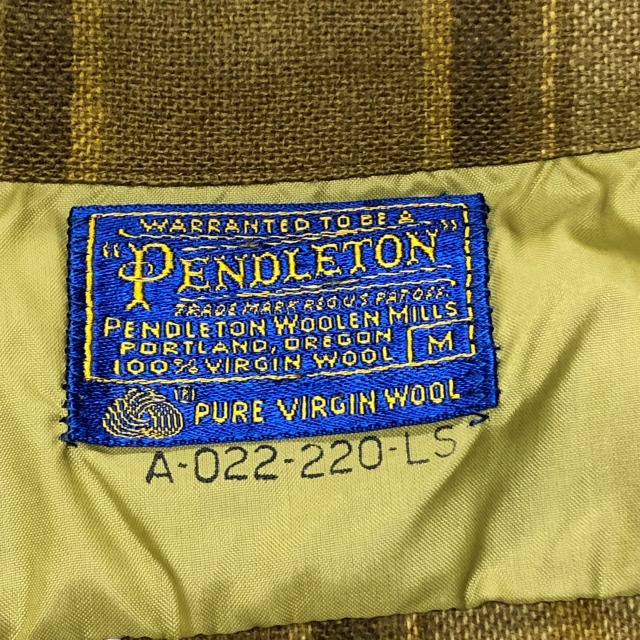 WARRANTED TO BE A
"PENDLETON"
TRADE MARK REG U.S. PAT. OFF.
PENDLETON WOOLEN MILLS
PORTLAND, OREGON
100% VIRGIN WOOL
M
PURE VIRGIN WOOL
A-022-220-LS